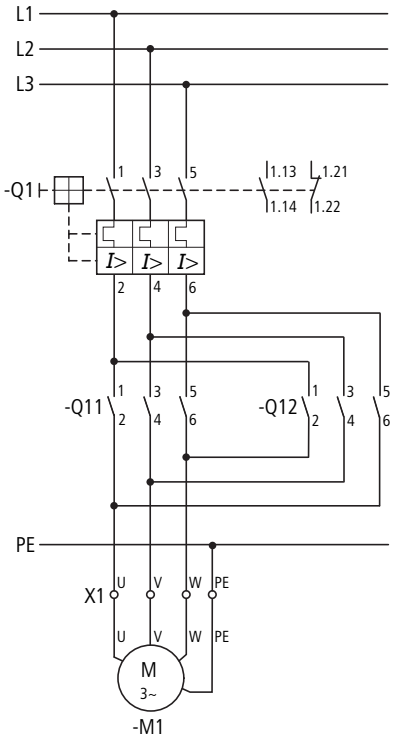 L1
L2
L3
-Q1 1 3 5 1.13 1.21
1.14 1.22
I> I> I>
2 4 6
-Q11 1 3 5 -Q12 1 3 5
2 4 6 2 4 6
PE
X1 U V W PE
U V W PE
M
3~
-M1